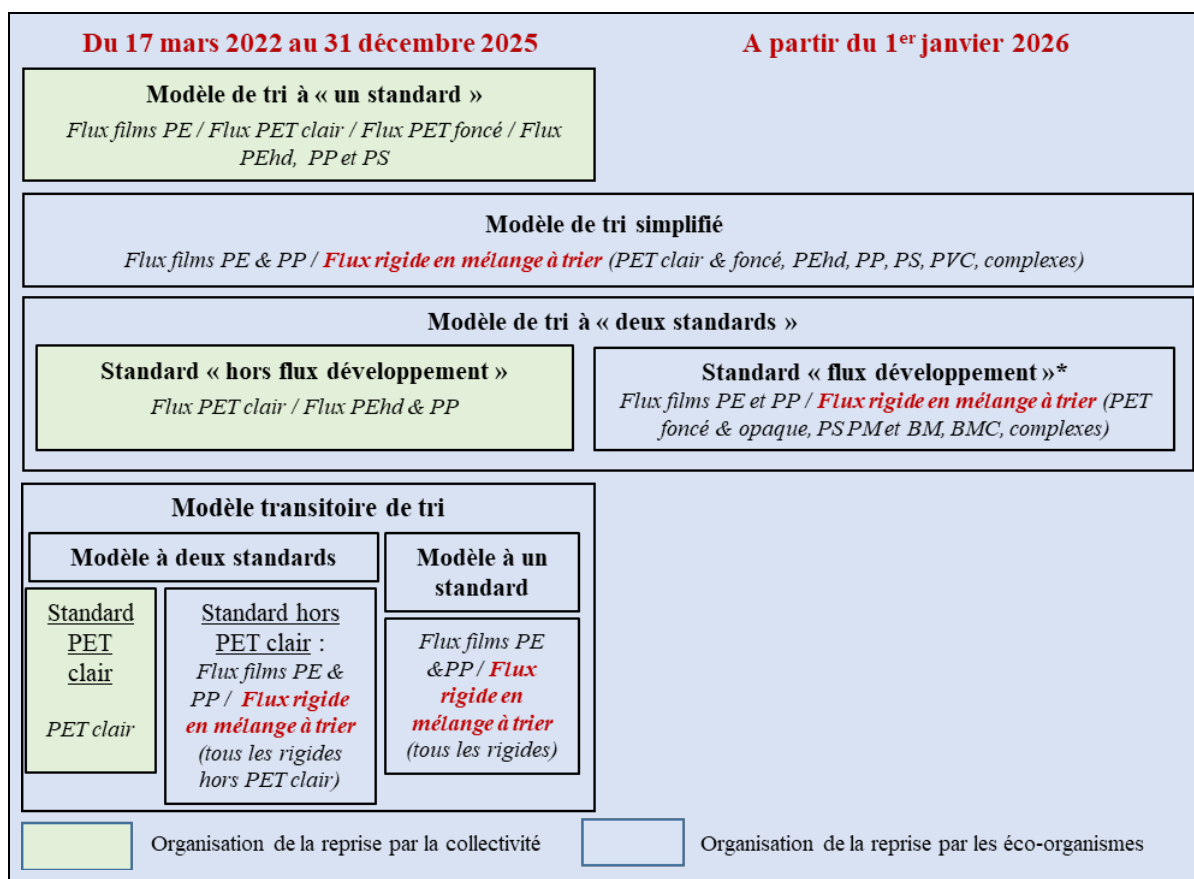 Du 17 mars 2022 au 31 décembre 2025
A partir du 1er janvier 2026
Modèle de tri à « un standard »
Flux films PE / Flux PET clair / Flux PET foncé / Flux
PEhd, PP et PS
Modèle de tri simplifié
Flux films PE & PP / Flux rigide en mélange à trier (PET clair & foncé, PEhd, PP, PS, PVC, complexes)
Modèle de tri à « deux standards »
Standard « hors flux développement »
Flux PET clair / Flux PEhd & PP
Standard « flux développement »*
Flux films PE et PP / Flux rigide en mélange à trier (PET
foncé & opaque, PS PM et BM, BMC, complexes)
Modèle transitoire de tri
Modèle à deux standards
Standard
PET
clair
PET clair
Standard hors
PET clair :
Flux films PE &
PP / Flux rigide
en mélange à trier
(tous les rigides
hors PET clair)
Modèle à un
standard
Flux films PE
&PP / Flux
rigide en
mélange à trier
(tous les rigides)
Organisation de la reprise par la collectivité
Organisation de la reprise par les éco-organismes